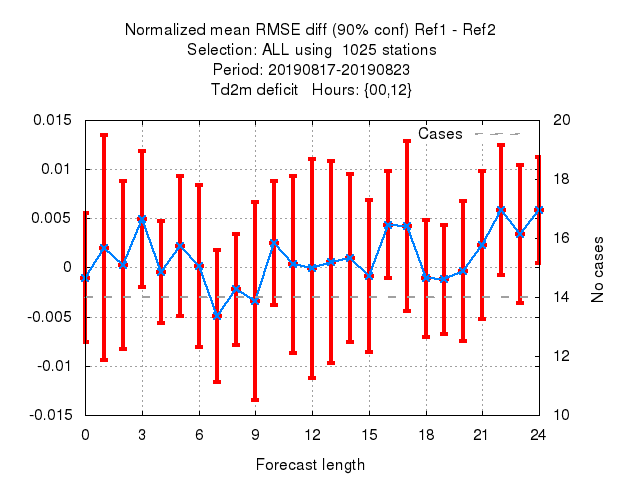 Normalized mean RMSE diff (90% conf) Ref1 - Ref2
Selection: ALL using  1025 stations
Period: 20190817-20190823
Td2m deficit   Hours: {00,12}
Cases
0.015
0.01
0.005
0
-0.005
-0.01
-0.015
20
18
16
14
12
10
No cases
0 3 6 9 12 15 18 21 24
Forecast length